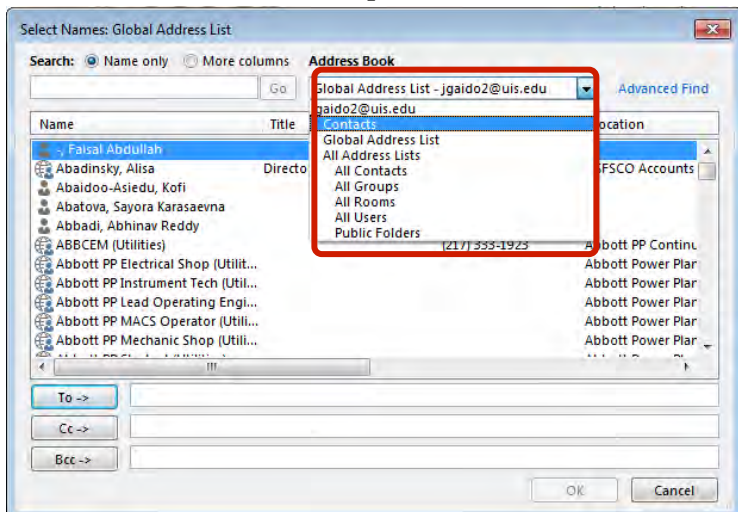 Select Names: Global Address List
Search: Name only More columns Address Book
Go Global Address List - jgaido2@uis.edu Advanced Find
jgaido2@uis.edu
Name Title Contacts ocation
Global Address List
-, Faisal Abdullah All Address Lists
Abadinsky, Alisa Directo All Contacts SFSCO Accounts
Abaidoo-Asiedu, Kofi All Groups
Abatova, Sayora Karasaevna All Rooms
Abbadi, Abhinav Reddy All Users
Public Folders
ABBCEM (Utilities) (217) 333-1923 Abbott PP Continu
Abbott PP Electrical Shop (Utilit... Abbott Power Plar
Abbott PP Instrument Tech (Util... Abbott Power Plar
Abbott PP Lead Operating Engi... Abbott Power Plar
Abbott PP MACS Operator (Utili... Abbott Power Plar
Abbott PP Mechanic Shop (Utili... Abbott Power Plar
To ->
Cc ->
Bcc ->
OK Cancel